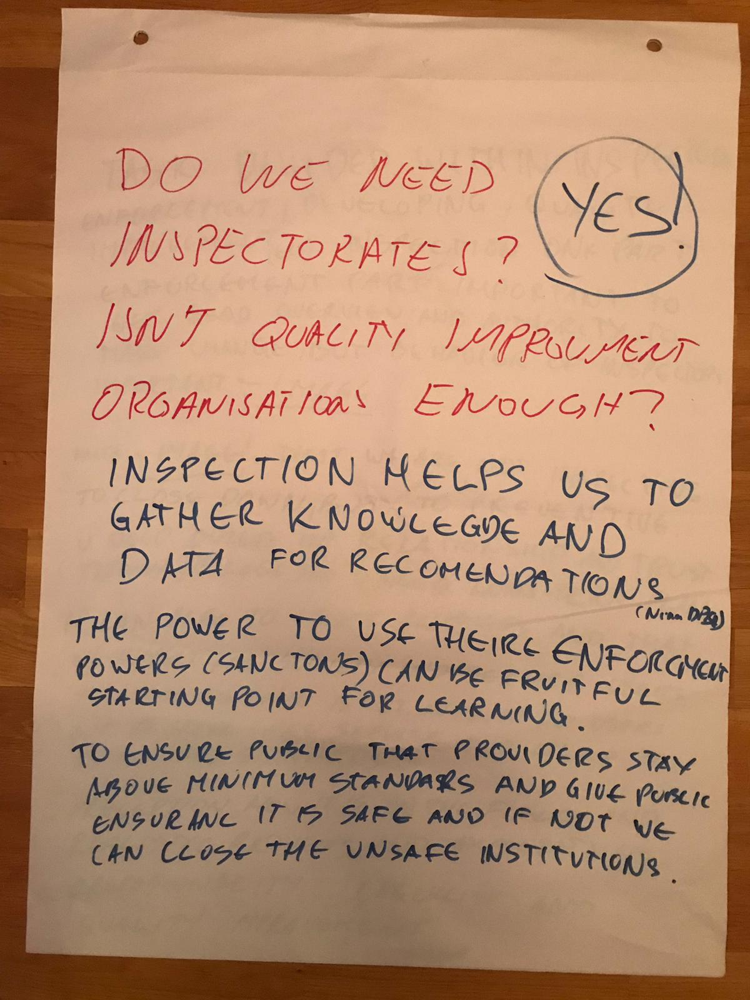 DO WE NEED
YES!
INSPECTORATES?
ISN'T QUALITY IMPROVMENT
ORGANISATIONS ENOUGH?
INSPECTION HELPS US TO
GATHER KNOWLEGDE AND
DATA FOR RECOMENDATIONS
THE POWER TO USE THEIRE ENFORCMENT
POWERS (SANCTONS) CAN BE FRUITFUL
STARTING POINT FOR LEARNING.
TO ENSURE PUBLIC THAT PROVIDERS STAY
ABOVE MINIMUM STANDARS AND GIVE PUBLIC
ENSURANC IT IS SAFE AND IF NOT WE
CAN CLOSE THE UNSAFE INSTITUTIONS.